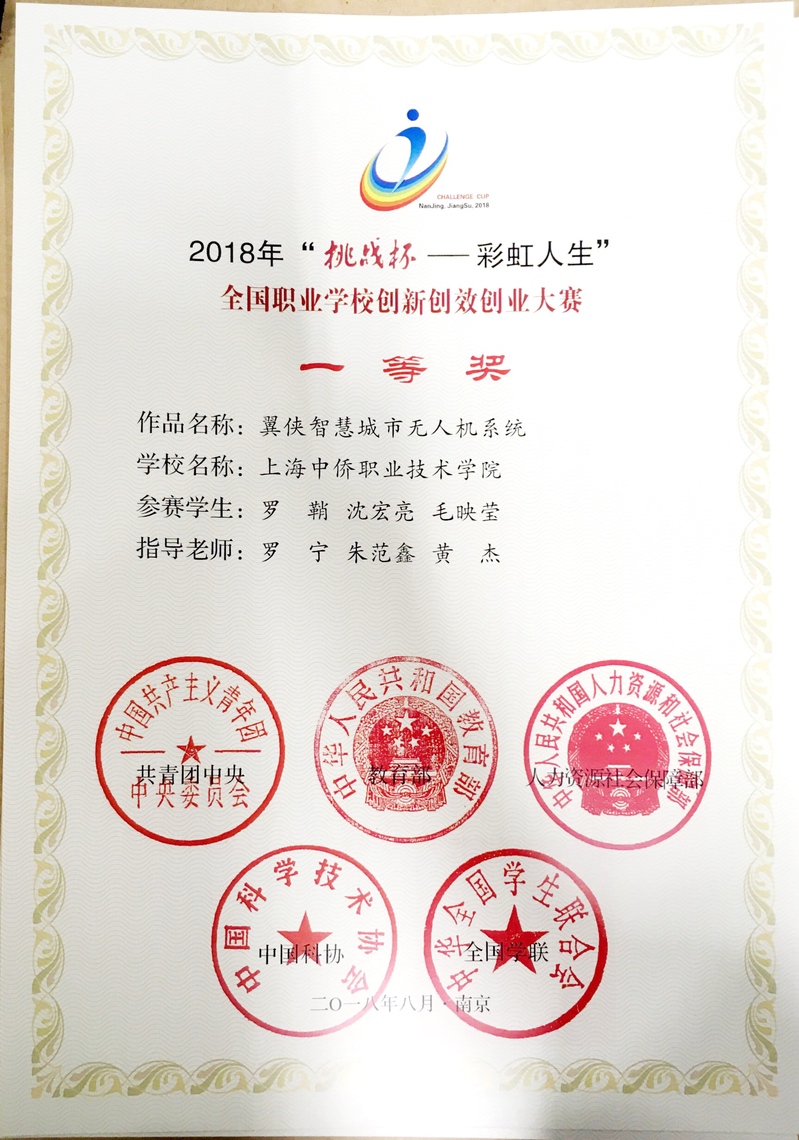 CHALLENGE CUP
NanJing, JiangSu, 2018
2018年“挑战杯——彩虹人生”
全国职业学校创新创效创业大赛
一等奖
作品名称：翼侠智慧城市无人机系统
学校名称：上海中侨职业技术学院
参赛学生：罗 鞘 沈宏亮 毛映莹
指导老师：罗 宁 朱范鑫 黄 杰
中国共产主义青年团
共青团中央
中央委员会
中华人民共和国教育部
教育部
中华人民共和国人力资源和社会保障部
人力资源社会保障部
中国科学技术协会
中国科协
中华全国学生联合会
全国学联
二〇一八年八月·南京